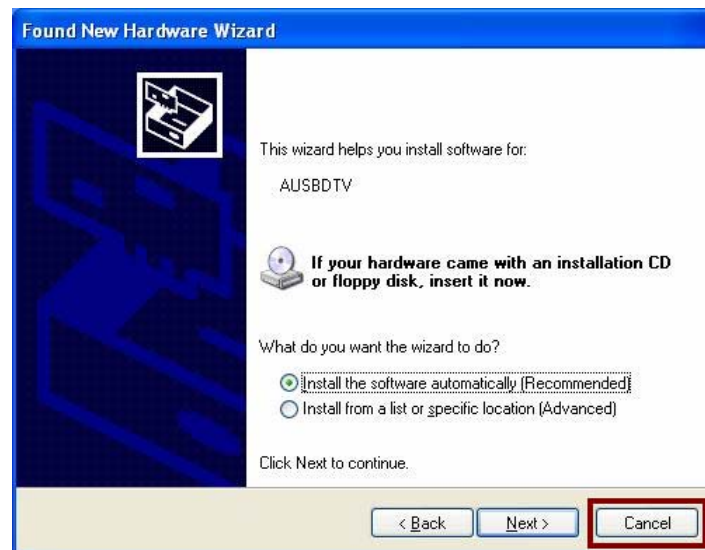 Found New Hardware Wizard
This wizard helps you install software for:
AUSBDTV
If your hardware came with an installation CD
or floppy disk, insert it now.
What do you want the wizard to do?
Install the software automatically (Recommended)
Install from a list or specific location (Advanced)
Click Next to continue.
< Back Next > Cancel